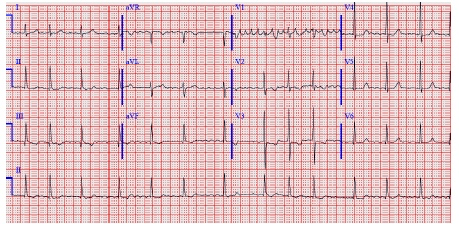 I aVR V1 V4
II aVL V2 V5
III aVF V3 V6
II